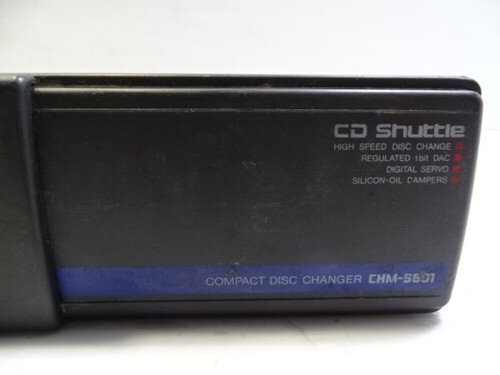 CD Shuttle
HIGH SPEED DISC CHANGE
REGULATED 1bit DAC
DIGITAL SERVO
SILICON-OIL DAMPERS
COMPACT DISC CHANGER CHM-S601